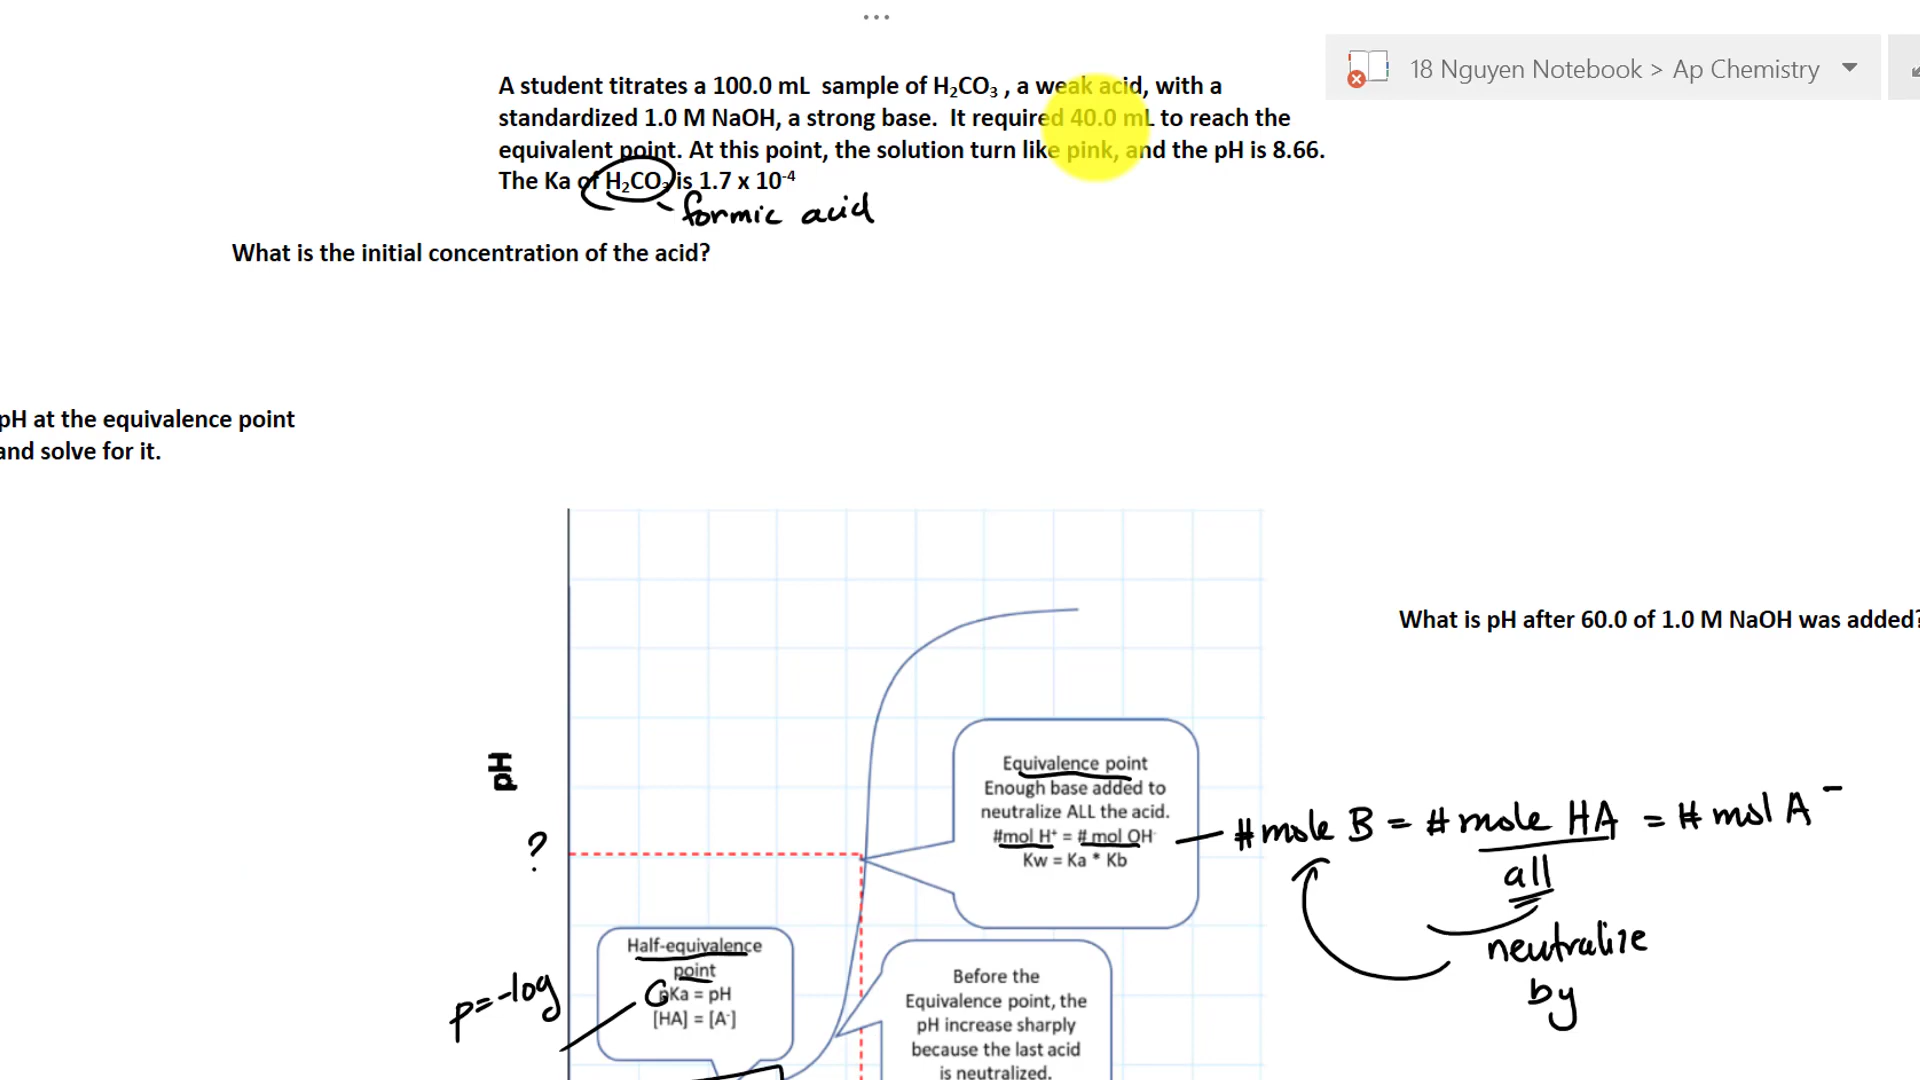 18 Nguyen Notebook > Ap Chemistry
A student titrates a 100.0 mL sample of H₂CO₃ , a weak acid, with a
standardized 1.0 M NaOH, a strong base. It required 40.0 mL to reach the
equivalent point. At this point, the solution turn like pink, and the pH is 8.66.
The Ka of H₂CO₃ is 1.7 x 10⁻⁴
formic acid
What is the initial concentration of the acid?
pH at the equivalence point
and solve for it.
What is pH after 60.0 of 1.0 M NaOH was added?
pH
?
Equivalence point
Enough base added to
neutralize ALL the acid.
#mol H⁺ = # mol OH⁻
Kw = Ka * Kb
#mole B = # mole HA = # mol A⁻
all
neutralize
by
Half-equivalence
point
pKa = pH
[HA] = [A⁻]
p=-log
Before the
Equivalence point, the
pH increase sharply
because the last acid
is neutralized.